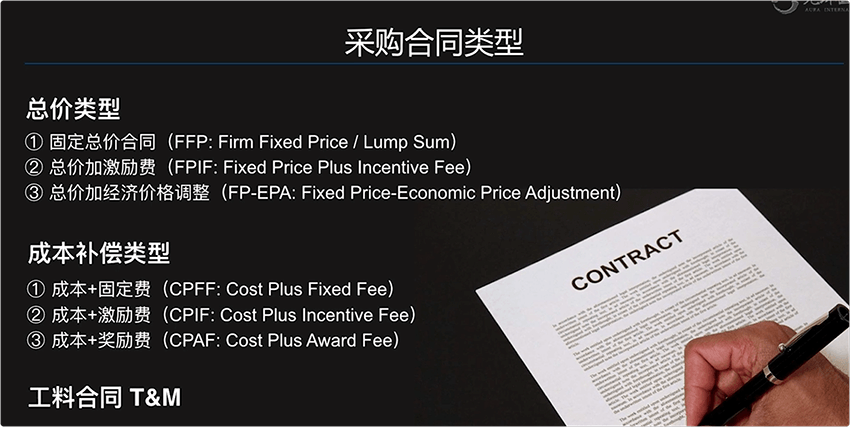 采购合同类型
总价类型
① 固定总价合同（FFP: Firm Fixed Price / Lump Sum）
② 总价加激励费（FPIF: Fixed Price Plus Incentive Fee）
③ 总价加经济价格调整（FP-EPA: Fixed Price-Economic Price Adjustment）
成本补偿类型
① 成本+固定费（CPFF: Cost Plus Fixed Fee）
② 成本+激励费（CPIF: Cost Plus Incentive Fee）
③ 成本+奖励费（CPAF: Cost Plus Award Fee）
工料合同 T&M
CONTRACT